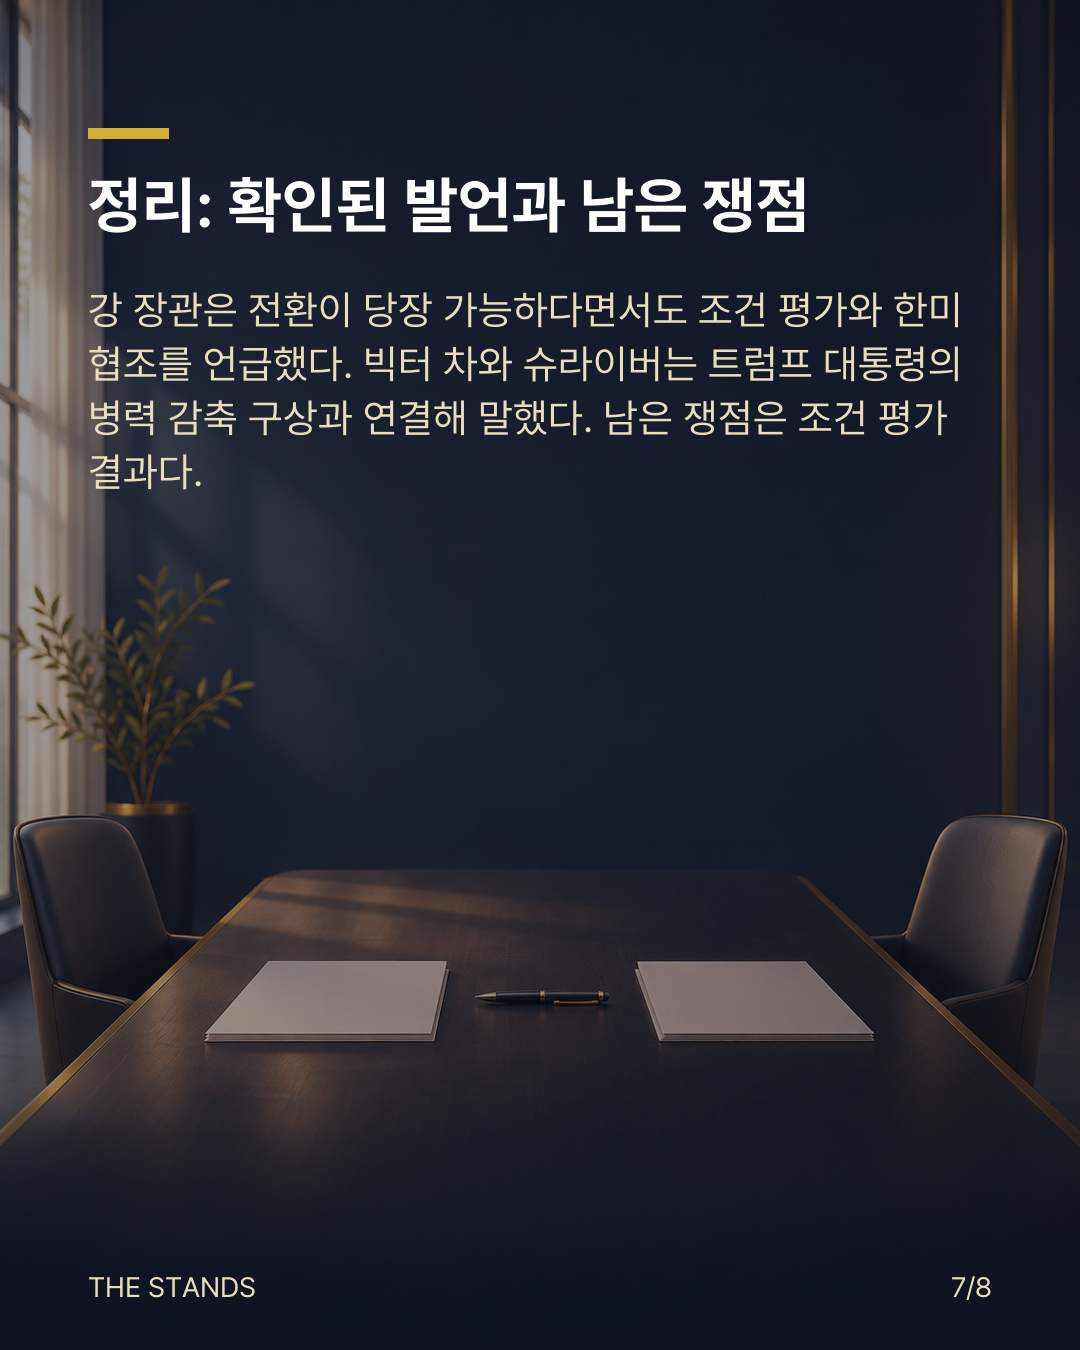 정리: 확인된 발언과 남은 쟁점
강 장관은 전환이 당장 가능하다면서도 조건 평가와 한미
협조를 언급했다. 빅터 차와 슈라이버는 트럼프 대통령의
병력 감축 구상과 연결해 말했다. 남은 쟁점은 조건 평가
결과다.
THE STANDS
7/8